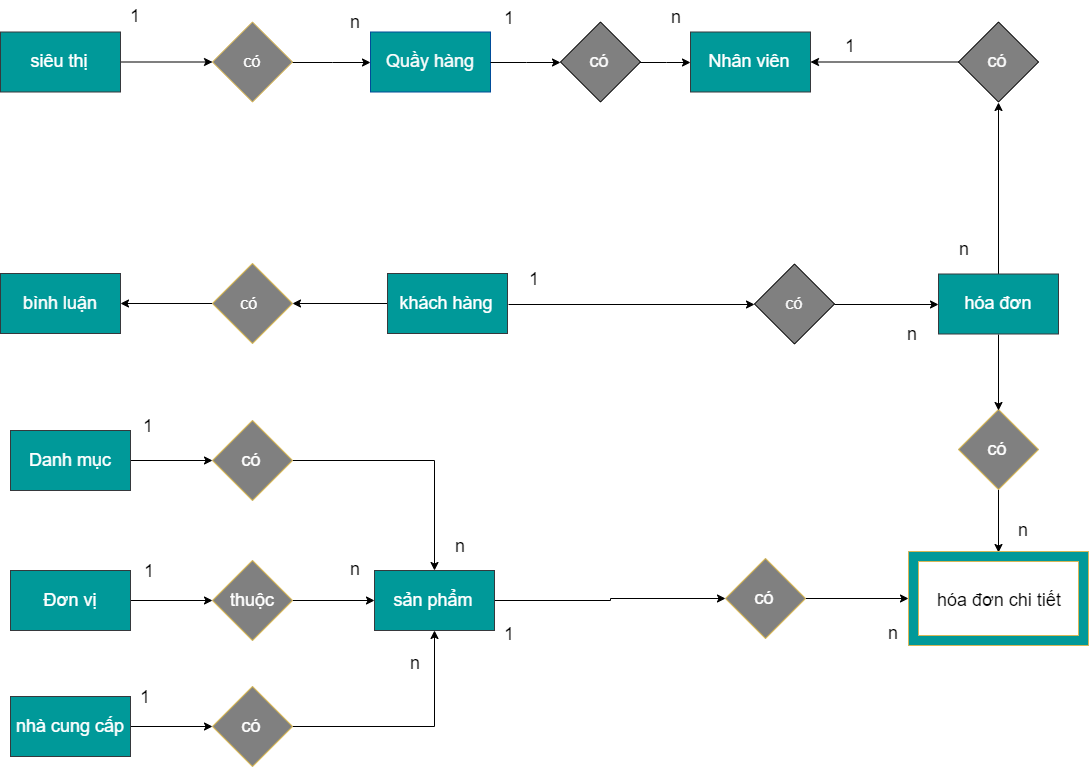 1
n
1
n
siêu thị
có
Quầy hàng
có
Nhân viên
1
có
n
bình luận
có
khách hàng
1
có
hóa đơn
n
1
Danh mục
có
có
n
n
1
Đơn vị
thuộc
n
sản phẩm
1
có
hóa đơn chi tiết
n
n
1
nhà cung cấp
có